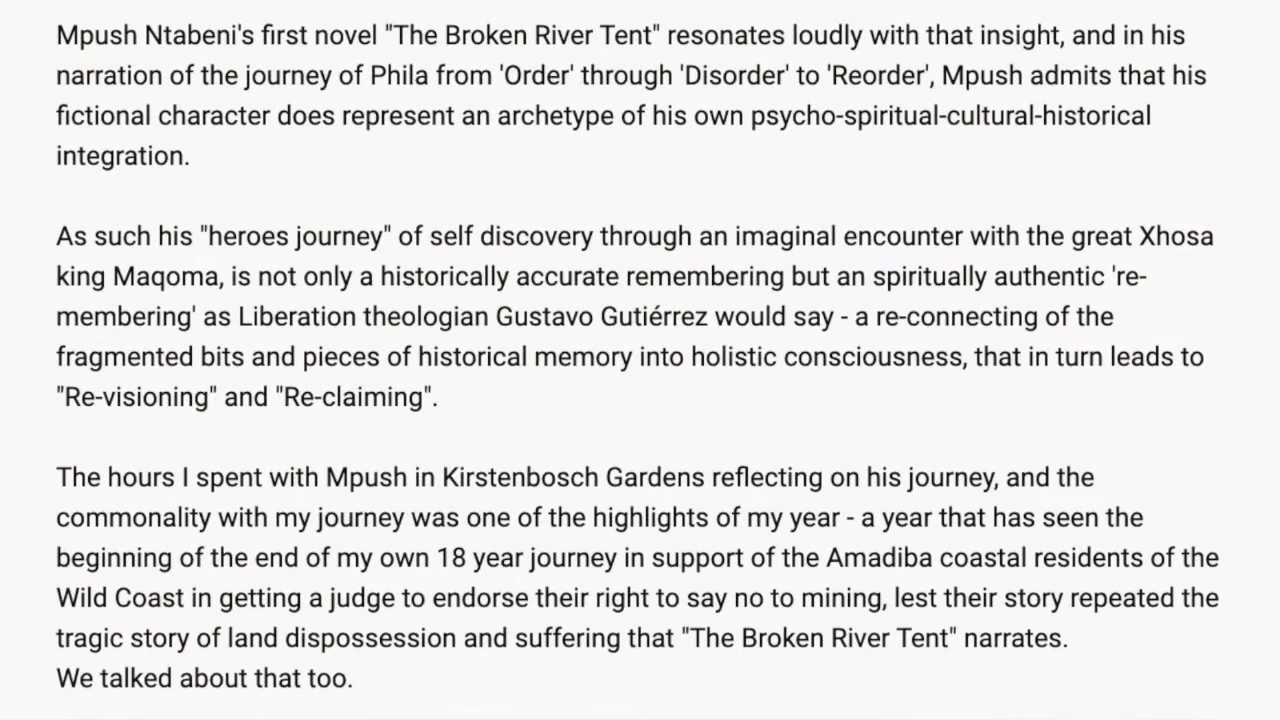 Mpush Ntabeni's first novel "The Broken River Tent" resonates loudly with that insight, and in his
narration of the journey of Phila from 'Order' through 'Disorder' to 'Reorder', Mpush admits that his
fictional character does represent an archetype of his own psycho-spiritual-cultural-historical
integration.
As such his "heroes journey" of self discovery through an imaginal encounter with the great Xhosa
king Maqoma, is not only a historically accurate remembering but an spiritually authentic 're-
membering' as Liberation theologian Gustavo Gutiérrez would say - a re-connecting of the
fragmented bits and pieces of historical memory into holistic consciousness, that in turn leads to
"Re-visioning" and "Re-claiming".
The hours I spent with Mpush in Kirstenbosch Gardens reflecting on his journey, and the
commonality with my journey was one of the highlights of my year - a year that has seen the
beginning of the end of my own 18 year journey in support of the Amadiba coastal residents of the
Wild Coast in getting a judge to endorse their right to say no to mining, lest their story repeated the
tragic story of land dispossession and suffering that "The Broken River Tent" narrates.
We talked about that too.